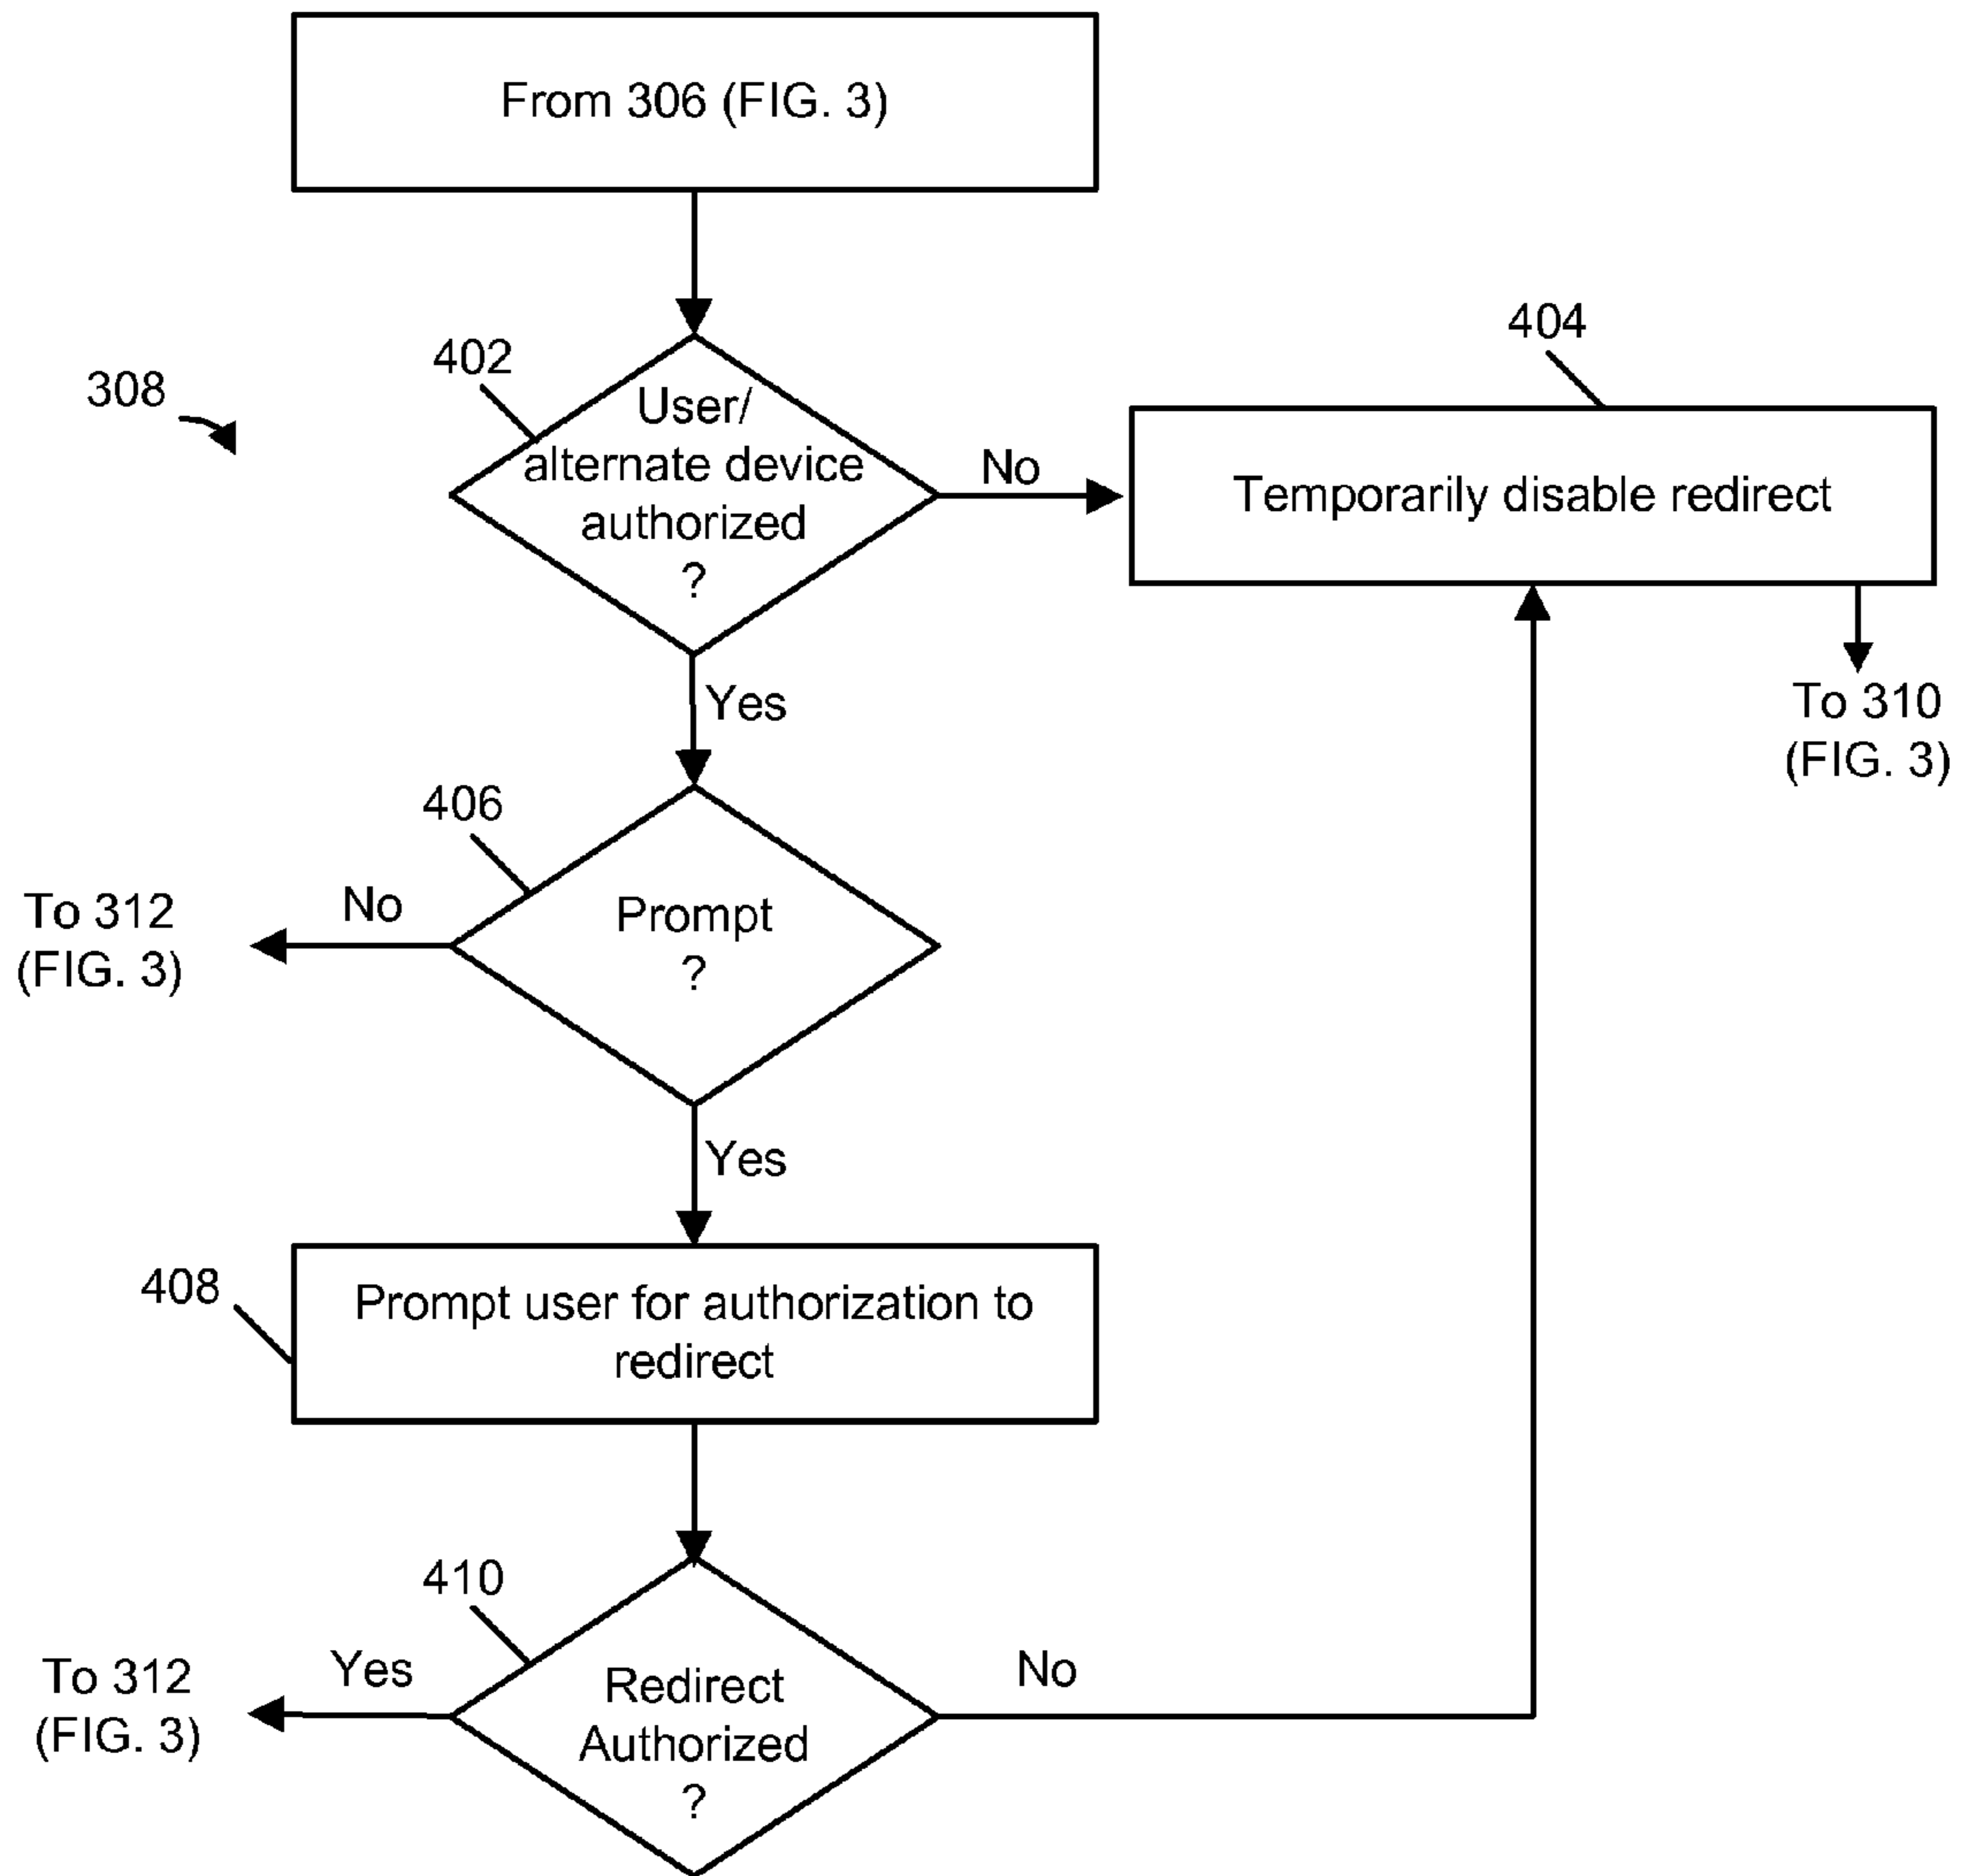 From 306 (FIG. 3)
404
402
308
User/
alternate device
authorized
?
No
Temporarily disable redirect
Yes
To 310
(FIG. 3)
406
To 312
(FIG. 3)
No
Prompt
?
Yes
408
Prompt user for authorization to
redirect
410
To 312
(FIG. 3)
Yes
Redirect
Authorized
?
No